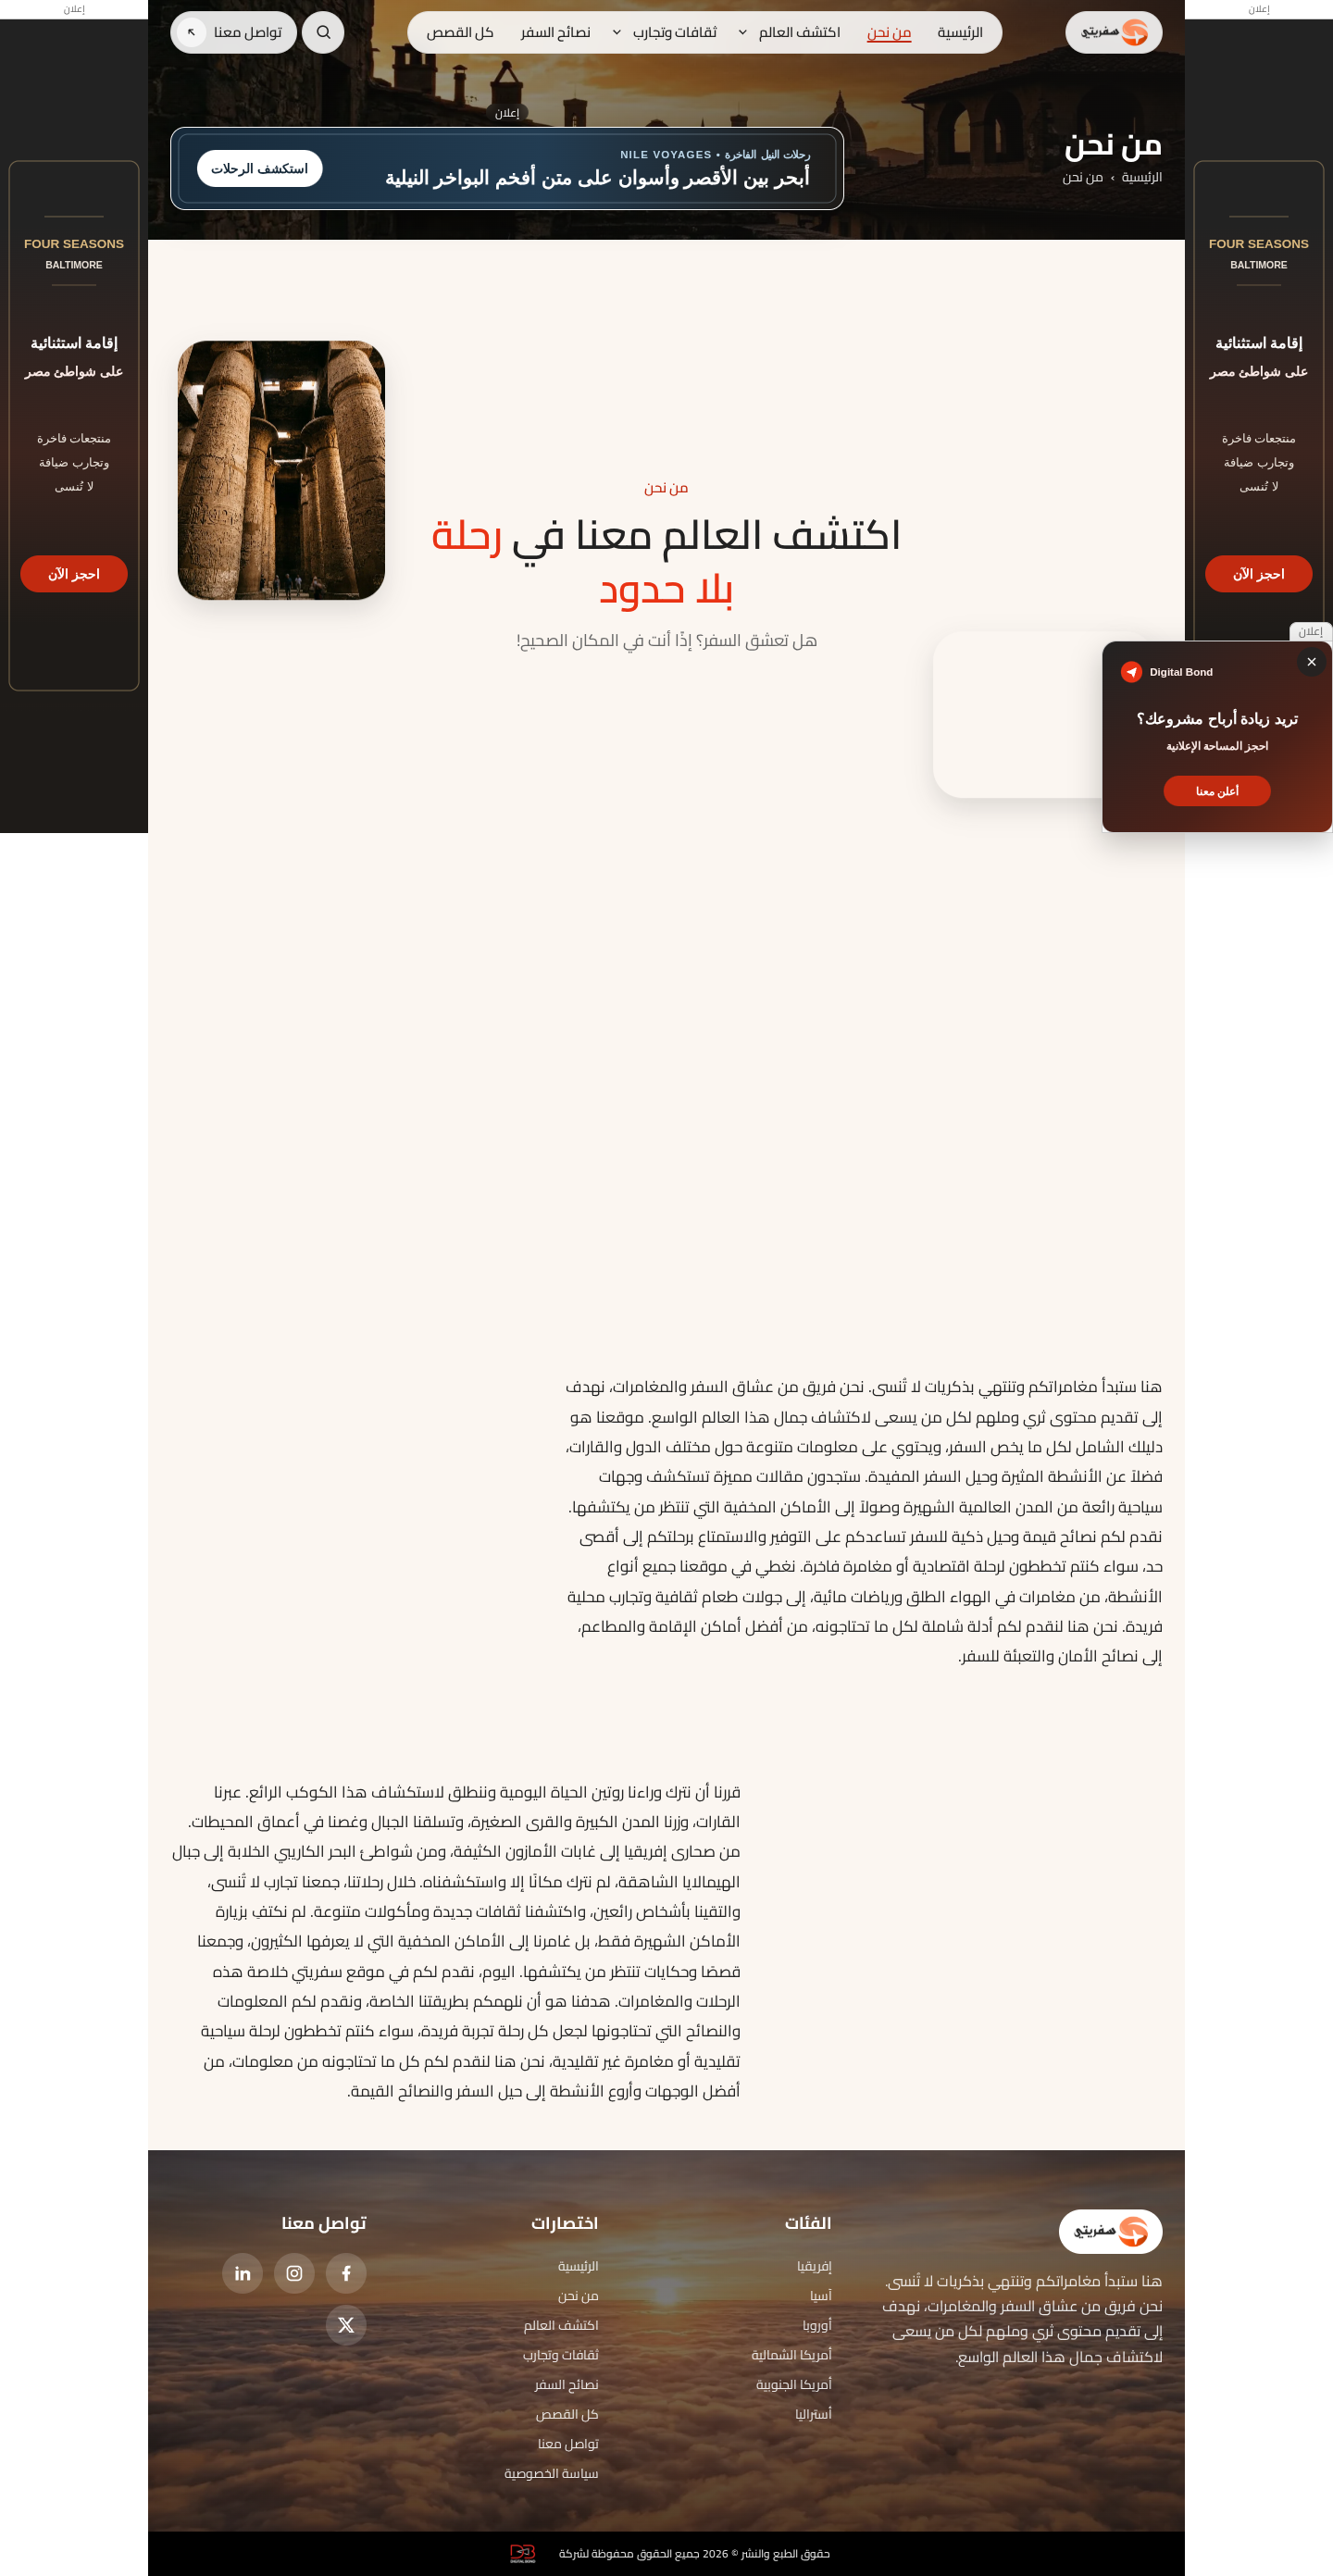 إعلان
إعلان
سفريتي
الرئيسية
من نحن
اكتشف العالم
ثقافات وتجارب
نصائح السفر
كل القصص
تواصل معنا
من نحن
الرئيسية › من نحن
إعلان
رحلات النيل الفاخرة • NILE VOYAGES
أبحر بين الأقصر وأسوان على متن أفخم البواخر النيلية
استكشف الرحلات
FOUR SEASONS
BALTIMORE
إقامة استثنائية
على شواطئ مصر
منتجعات فاخرة
وتجارب ضيافة
لا تُنسى
احجز الآن
FOUR SEASONS
BALTIMORE
إقامة استثنائية
على شواطئ مصر
منتجعات فاخرة
وتجارب ضيافة
لا تُنسى
احجز الآن
من نحن
اكتشف العالم معنا في رحلة
بلا حدود
هل تعشق السفر؟ إذًا أنت في المكان الصحيح!
إعلان
Digital Bond
تريد زيادة أرباح مشروعك؟
احجز المساحة الإعلانية
أعلن معنا
هنا ستبدأ مغامراتكم وتنتهي بذكريات لا تُنسى. نحن فريق من عشاق السفر والمغامرات، نهدف
إلى تقديم محتوى ثري وملهم لكل من يسعى لاكتشاف جمال هذا العالم الواسع. موقعنا هو
دليلك الشامل لكل ما يخص السفر، ويحتوي على معلومات متنوعة حول مختلف الدول والقارات،
فضلاً عن الأنشطة المثيرة وحيل السفر المفيدة. ستجدون مقالات مميزة تستكشف وجهات
سياحية رائعة من المدن العالمية الشهيرة وصولاً إلى الأماكن المخفية التي تنتظر من يكتشفها.
نقدم لكم نصائح قيمة وحيل ذكية للسفر تساعدكم على التوفير والاستمتاع برحلتكم إلى أقصى
حد، سواء كنتم تخططون لرحلة اقتصادية أو مغامرة فاخرة. نغطي في موقعنا جميع أنواع
الأنشطة، من مغامرات في الهواء الطلق ورياضات مائية، إلى جولات طعام ثقافية وتجارب محلية
فريدة. نحن هنا لنقدم لكم أدلة شاملة لكل ما تحتاجونه، من أفضل أماكن الإقامة والمطاعم،
إلى نصائح الأمان والتعبئة للسفر.
قررنا أن نترك وراءنا روتين الحياة اليومية وننطلق لاستكشاف هذا الكوكب الرائع. عبرنا
القارات، وزرنا المدن الكبيرة والقرى الصغيرة، وتسلقنا الجبال وغصنا في أعماق المحيطات.
من صحارى إفريقيا إلى غابات الأمازون الكثيفة، ومن شواطئ البحر الكاريبي الخلابة إلى جبال
الهيمالايا الشاهقة، لم نترك مكانًا إلا واستكشفناه. خلال رحلاتنا، جمعنا تجارب لا تُنسى،
والتقينا بأشخاص رائعين، واكتشفنا ثقافات جديدة ومأكولات متنوعة. لم نكتفِ بزيارة
الأماكن الشهيرة فقط، بل غامرنا إلى الأماكن المخفية التي لا يعرفها الكثيرون، وجمعنا
قصصًا وحكايات تنتظر من يكتشفها. اليوم، نقدم لكم في موقع سفريتي خلاصة هذه
الرحلات والمغامرات. هدفنا هو أن نلهمكم بطريقتنا الخاصة، ونقدم لكم المعلومات
والنصائح التي تحتاجونها لجعل كل رحلة تجربة فريدة، سواء كنتم تخططون لرحلة سياحية
تقليدية أو مغامرة غير تقليدية، نحن هنا لنقدم لكم كل ما تحتاجونه من معلومات، من
أفضل الوجهات وأروع الأنشطة إلى حيل السفر والنصائح القيمة.
سفريتي
هنا ستبدأ مغامراتكم وتنتهي بذكريات لا تُنسى.
نحن فريق من عشاق السفر والمغامرات، نهدف
إلى تقديم محتوى ثري وملهم لكل من يسعى
لاكتشاف جمال هذا العالم الواسع.
الفئات
إفريقيا
آسيا
أوروبا
أمريكا الشمالية
أمريكا الجنوبية
أستراليا
اختصارات
الرئيسية
من نحن
اكتشف العالم
ثقافات وتجارب
نصائح السفر
كل القصص
تواصل معنا
سياسة الخصوصية
تواصل معنا
حقوق الطبع والنشر © 2026 جميع الحقوق محفوظة لشركة
DIGITAL BOND